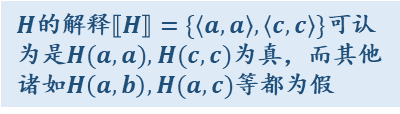 H的解释⟦H⟧ = {⟨a, a⟩,⟨c, c⟩}可认
为是H(a, a), H(c, c)为真，而其他
诸如H(a, b), H(a, c)等都为假